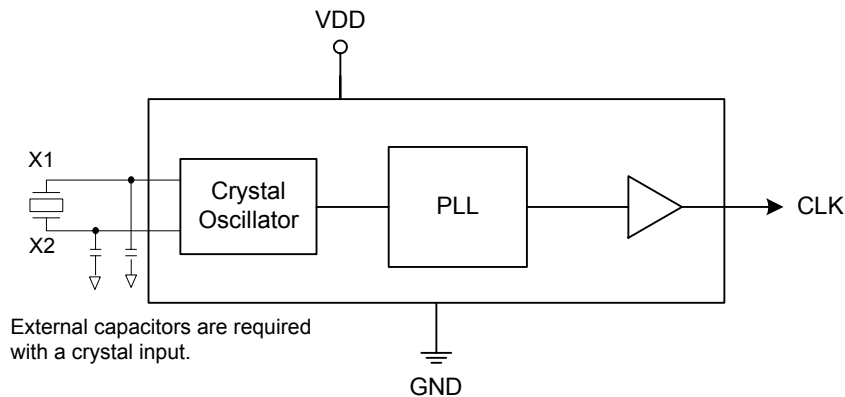 VDD
X1
Crystal
Oscillator
PLL
CLK
X2
External capacitors are required
with a crystal input.
GND